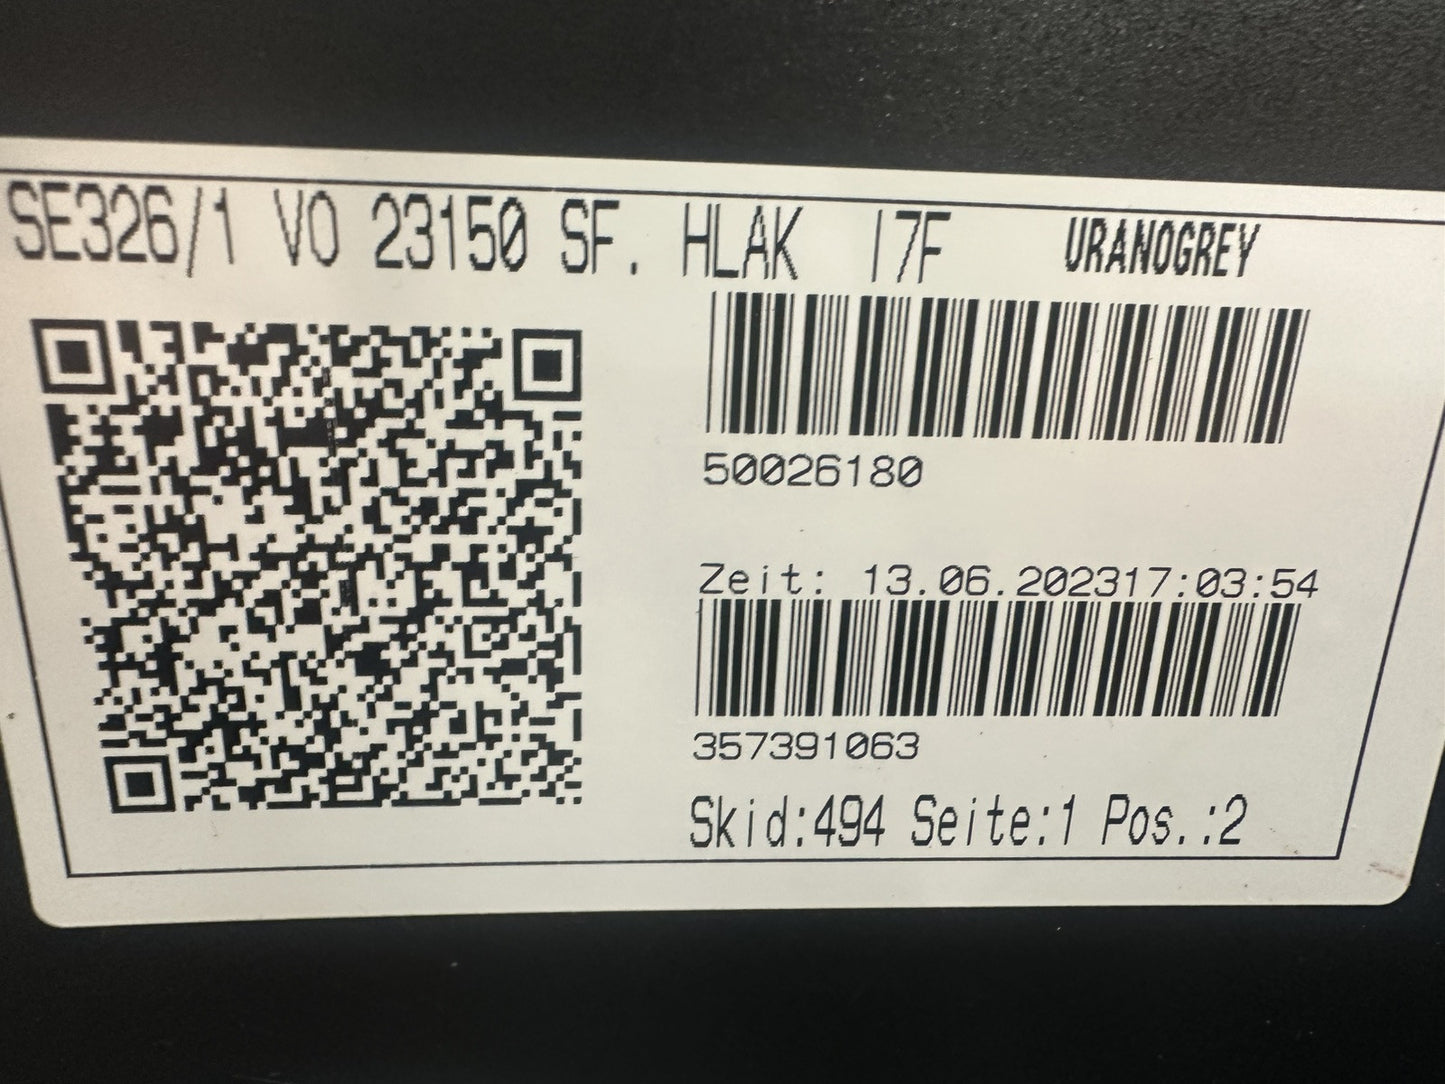 SE326/1 VO 23150 SF. HLAK I7F URANOGREY
50026180
Zeit: 13.06.202317:03:54
357391063
Skid:494 Seite:1 Pos.:2